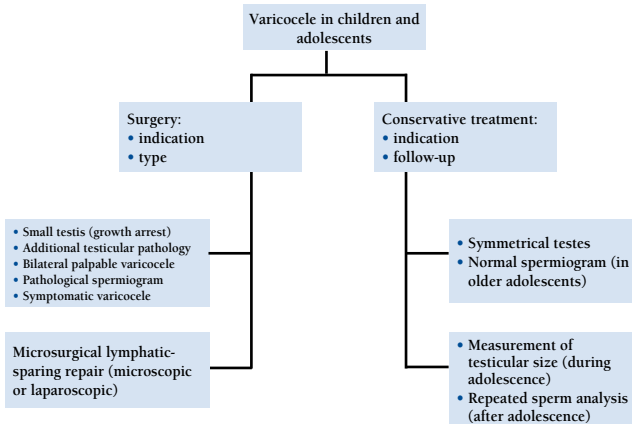 Varicocele in children and
adolescents
Surgery:
• indication
• type
Conservative treatment:
• indication
• follow-up
• Small testis (growth arrest)
• Additional testicular pathology
• Bilateral palpable varicocele
• Pathological spermiogram
• Symptomatic varicocele
Microsurgical lymphatic-
sparing repair (microscopic
or laparoscopic)
• Symmetrical testes
• Normal spermiogram (in
older adolescents)
• Measurement of
testicular size (during
adolescence)
• Repeated sperm analysis
(after adolescence)